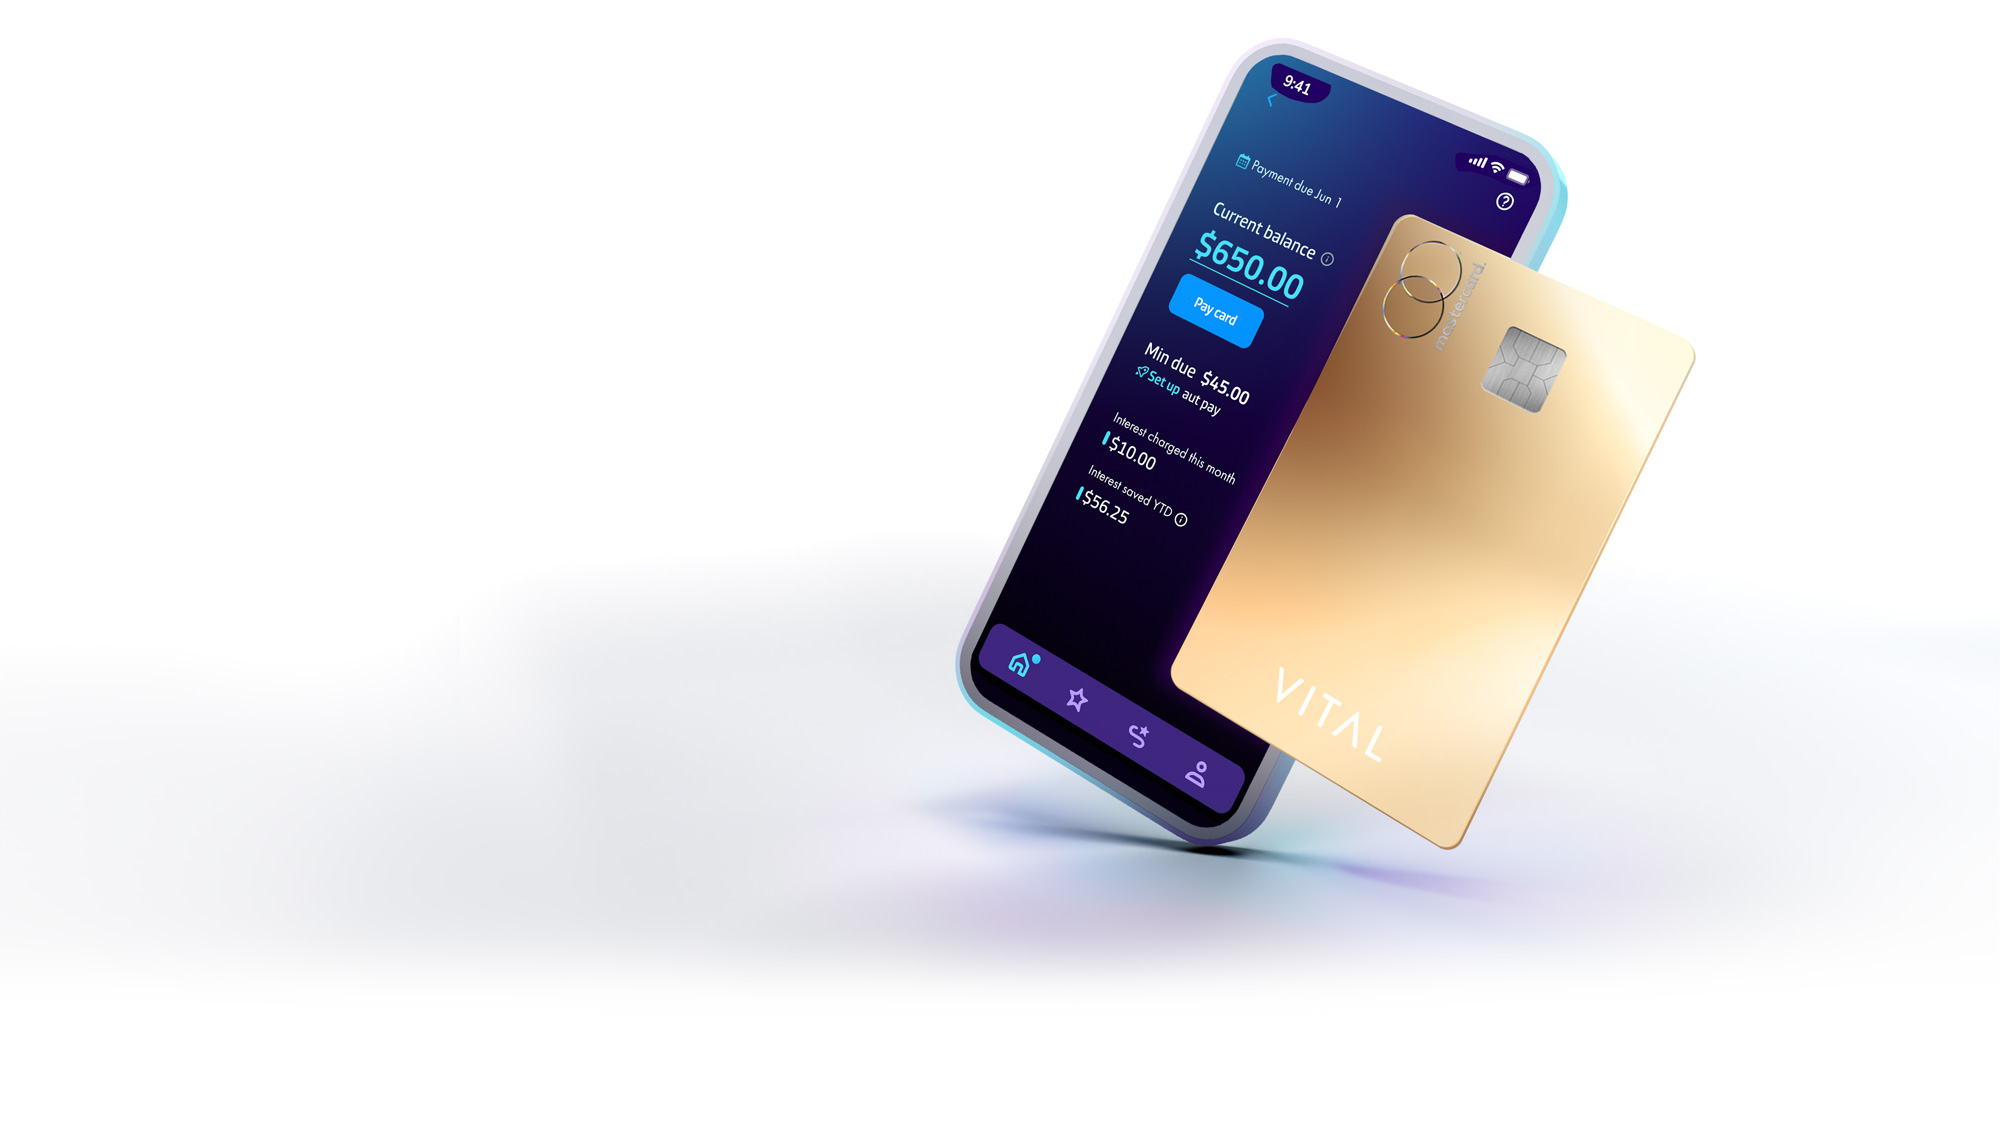 9:41
Payment due Jun 1
Current balance
$650.00
Pay card
Min due $45.00
Set up aut pay
Interest charged this month
$10.00
Interest saved YTD
$56.25
mastercard.
VITAL